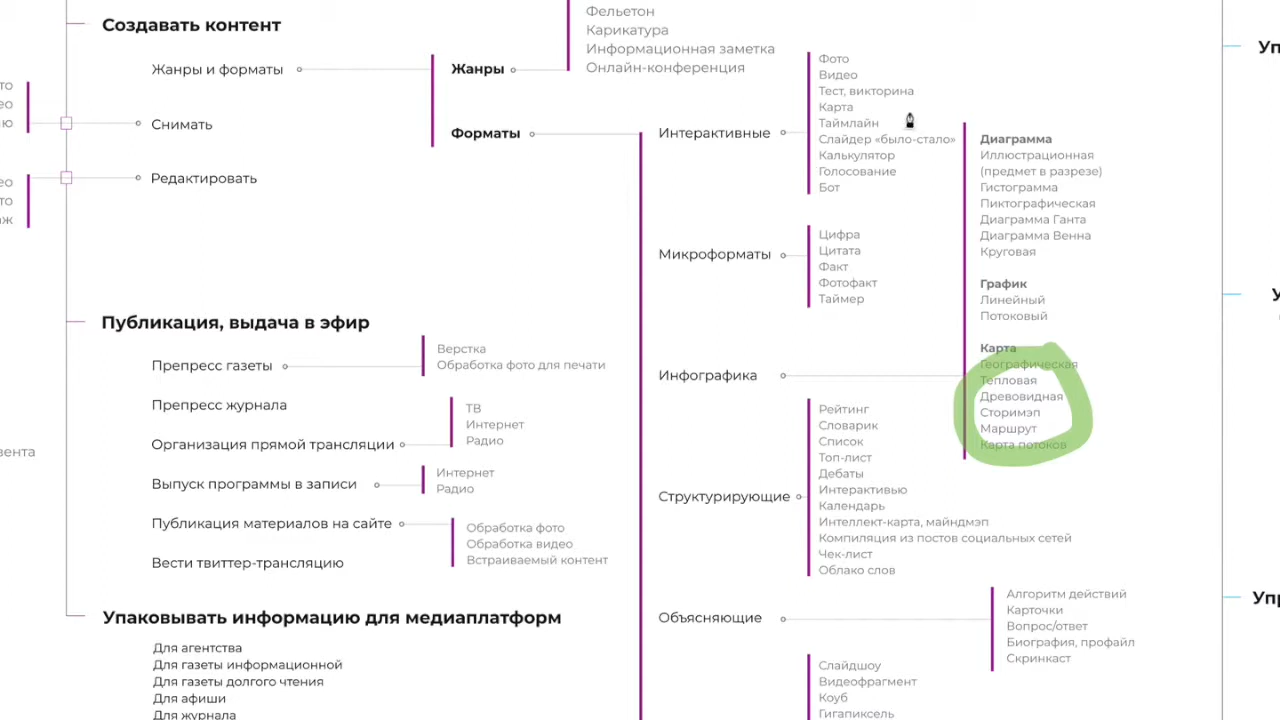 Создавать контент
Жанры и форматы
Снимать
Редактировать
Жанры
Фельетон
Карикатура
Информационная заметка
Онлайн-конференция
Форматы
Интерактивные
Фото
Видео
Тест, викторина
Карта
Таймлайн
Слайдер «было-стало»
Калькулятор
Голосование
Бот
Микроформаты
Цифра
Цитата
Факт
Фотофакт
Таймер
Инфографика
Диаграмма
Иллюстрационная
(предмет в разрезе)
Гистограмма
Пиктографическая
Диаграмма Ганта
Диаграмма Венна
Круговая
График
Линейный
Потоковый
Карта
Географическая
Тепловая
Древовидная
Сторимэп
Маршрут
Карта потоков
Структурирующие
Рейтинг
Словарик
Список
Топ-лист
Дебаты
Интерактивью
Календарь
Интеллект-карта, майндмэп
Компиляция из постов социальных сетей
Чек-лист
Облако слов
Объясняющие
Алгоритм действий
Карточки
Вопрос/ответ
Биография, профайл
Скринкаст
Слайдшоу
Видеофрагмент
Коуб
Гигапиксель
Публикация, выдача в эфир
Препресс газеты
Верстка
Обработка фото для печати
Препресс журнала
Организация прямой трансляции
ТВ
Интернет
Радио
Выпуск программы в записи
Интернет
Радио
Публикация материалов на сайте
Обработка фото
Обработка видео
Встраиваемый контент
Вести твиттер-трансляцию
Упаковывать информацию для медиаплатформ
Для агентства
Для газеты информационной
Для газеты долгого чтения
Для афиши
Для журнала